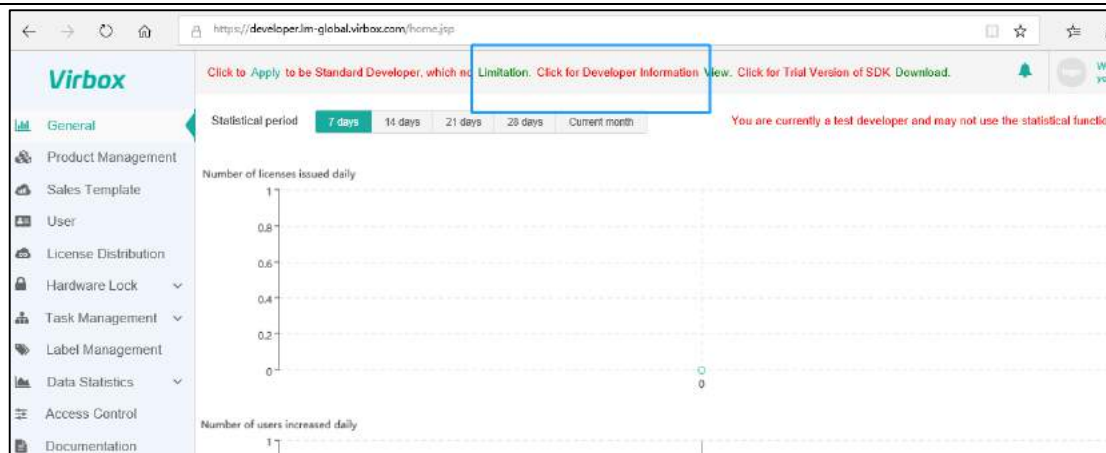 https://developer.lm-global.virbox.com/home.jsp
Virbox
Click to Apply to be Standard Developer, which no Limitation. Click for Developer Information View. Click for Trial Version of SDK Download.
General
Statistical period
7 days
14 days
21 days
28 days
Current month
You are currently a test developer and may not use the statistical functio
Product Management
Number of licenses issued daily
Sales Template
User
License Distribution
Hardware Lock
Task Management
Label Management
Data Statistics
Access Control
Documentation
1
0.8
0.6
0.4
0.2
0
0
Number of users increased daily
1